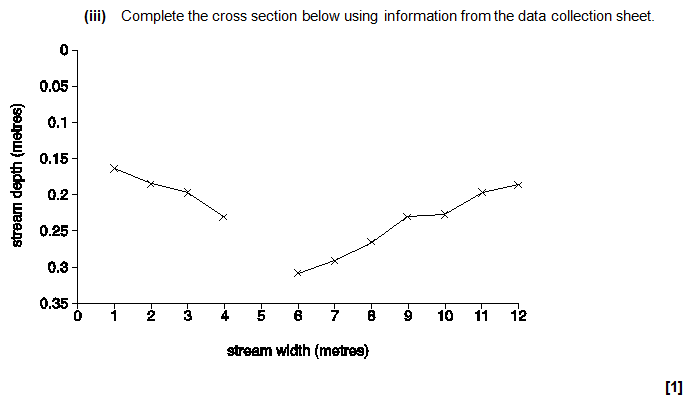 (iii) Complete the cross section below using information from the data collection sheet.
0
0.05
0.1
0.15
0.2
0.25
0.3
0.35
stream depth (metres)
0 1 2 3 4 5 6 7 8 9 10 11 12
stream width (metres)
[1]